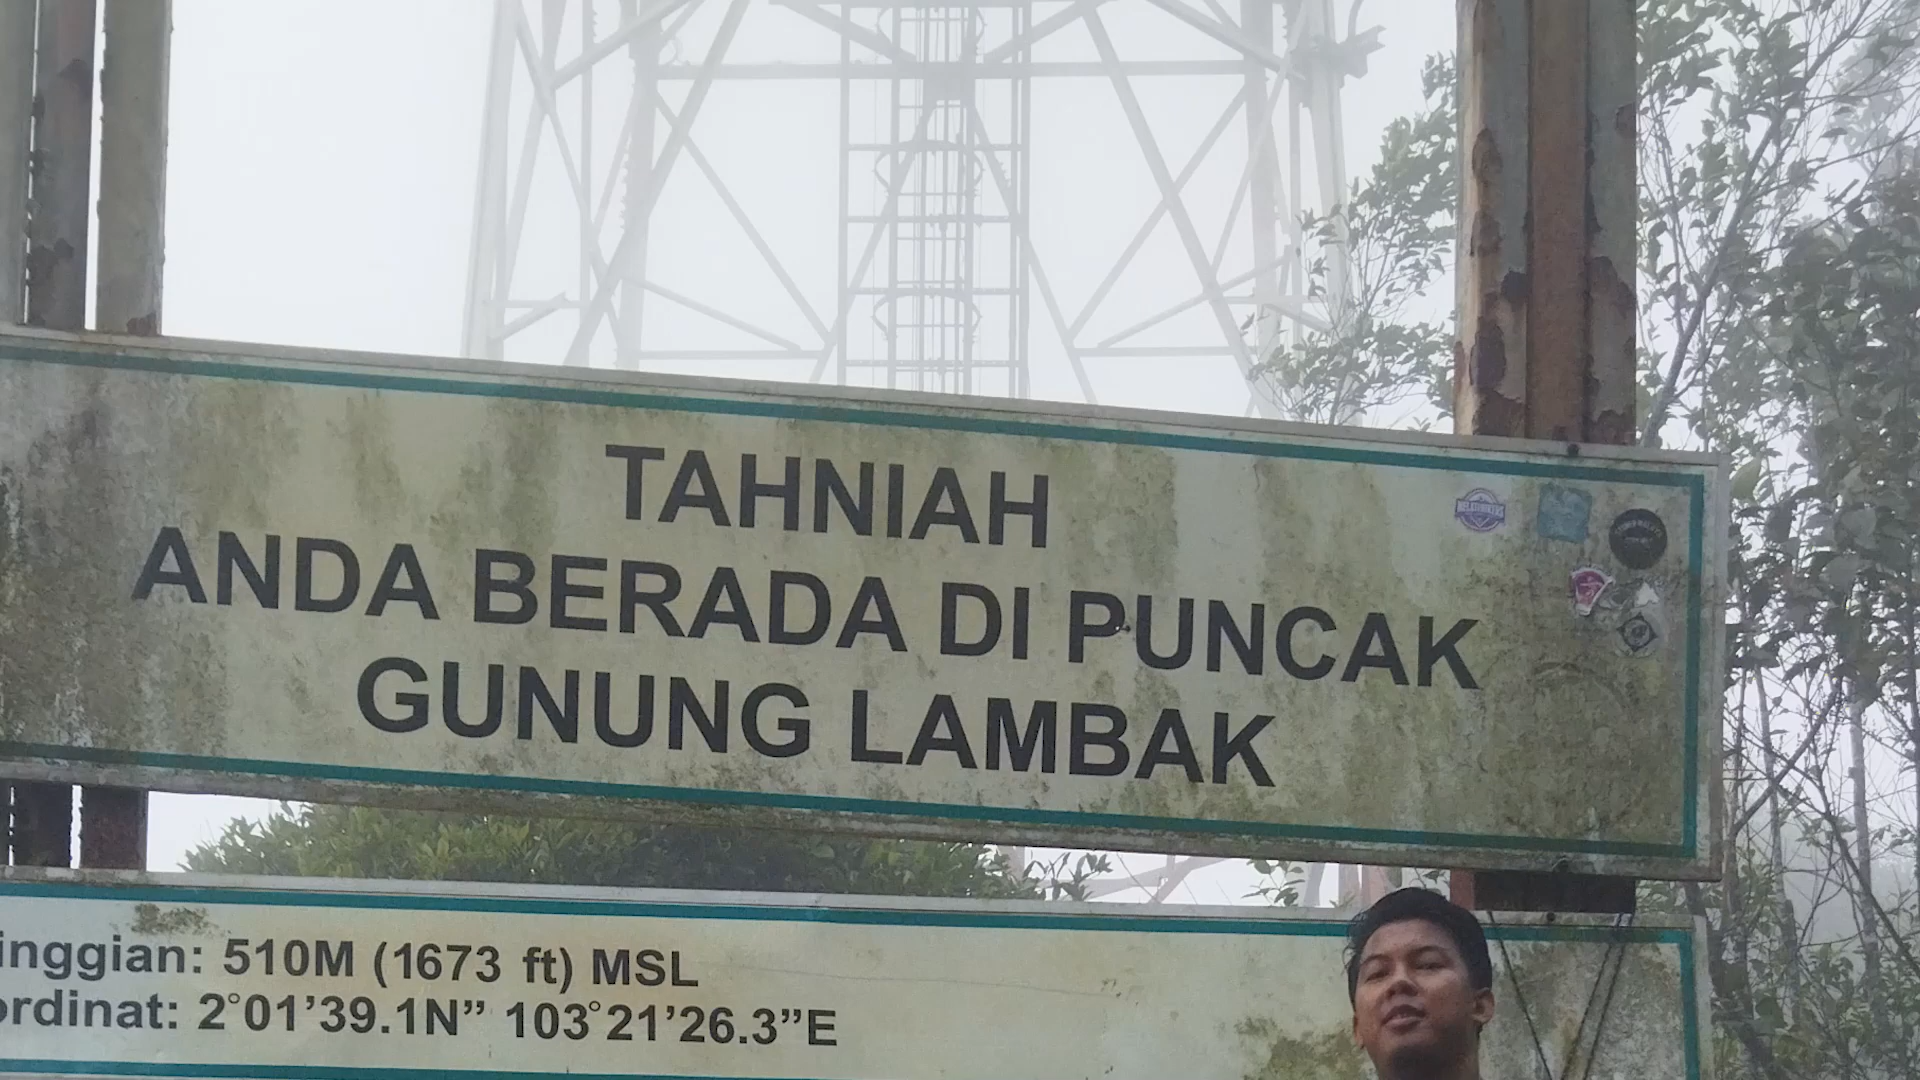 TAHNIAH
ANDA BERADA DI PUNCAK
GUNUNG LAMBAK
inggian: 510M (1673 ft) MSL
ordinat: 2°01’39.1N” 103°21’26.3”E